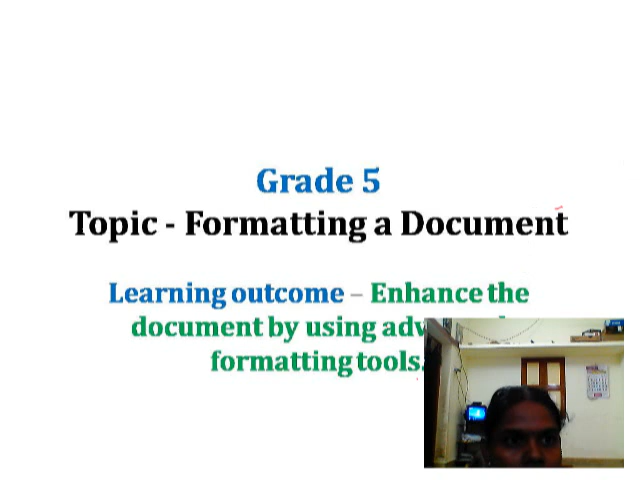 Grade 5
Topic - Formatting a Document
Learning outcome – Enhance the
document by using
formatting tools.